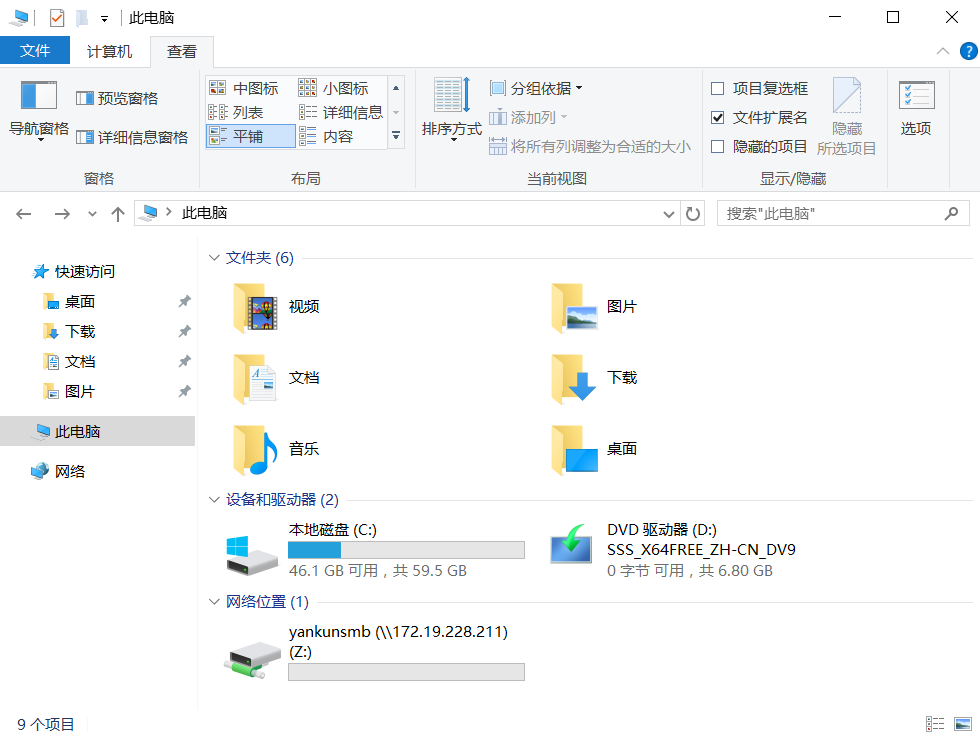 此电脑
文件
计算机
查看
?
导航窗格
预览窗格
详细信息窗格
窗格
中图标
小图标
列表
详细信息
平铺
内容
布局
排序方式
分组依据
添加列
将所有列调整为合适的大小
当前视图
项目复选框
文件扩展名
隐藏的项目
隐藏
所选项目
显示/隐藏
选项
此电脑
搜索"此电脑"
快速访问
桌面
下载
文档
图片
此电脑
网络
文件夹 (6)
视频
图片
文档
下载
音乐
桌面
设备和驱动器 (2)
本地磁盘 (C:)
46.1 GB 可用，共 59.5 GB
DVD 驱动器 (D:)
SSS_X64FREE_ZH-CN_DV9
0 字节 可用，共 6.80 GB
网络位置 (1)
yankunsmb (\\172.19.228.211)
(Z:)
9 个项目